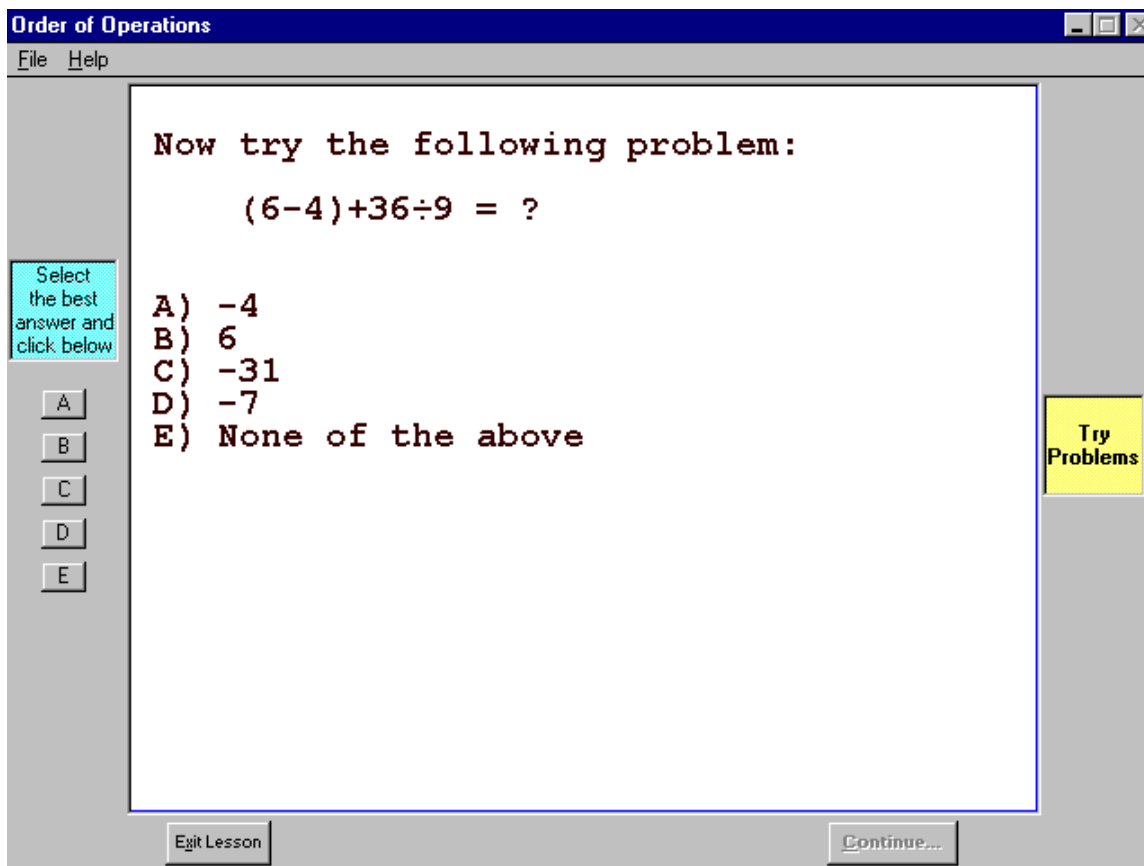 Order of Operations
File Help
Now try the following problem:
(6-4)+36÷9 = ?
Select
the best
answer and
click below
A) -4
B) 6
C) -31
D) -7
E) None of the above
A
B
C
D
E
Try
Problems
Exit Lesson
Continue...